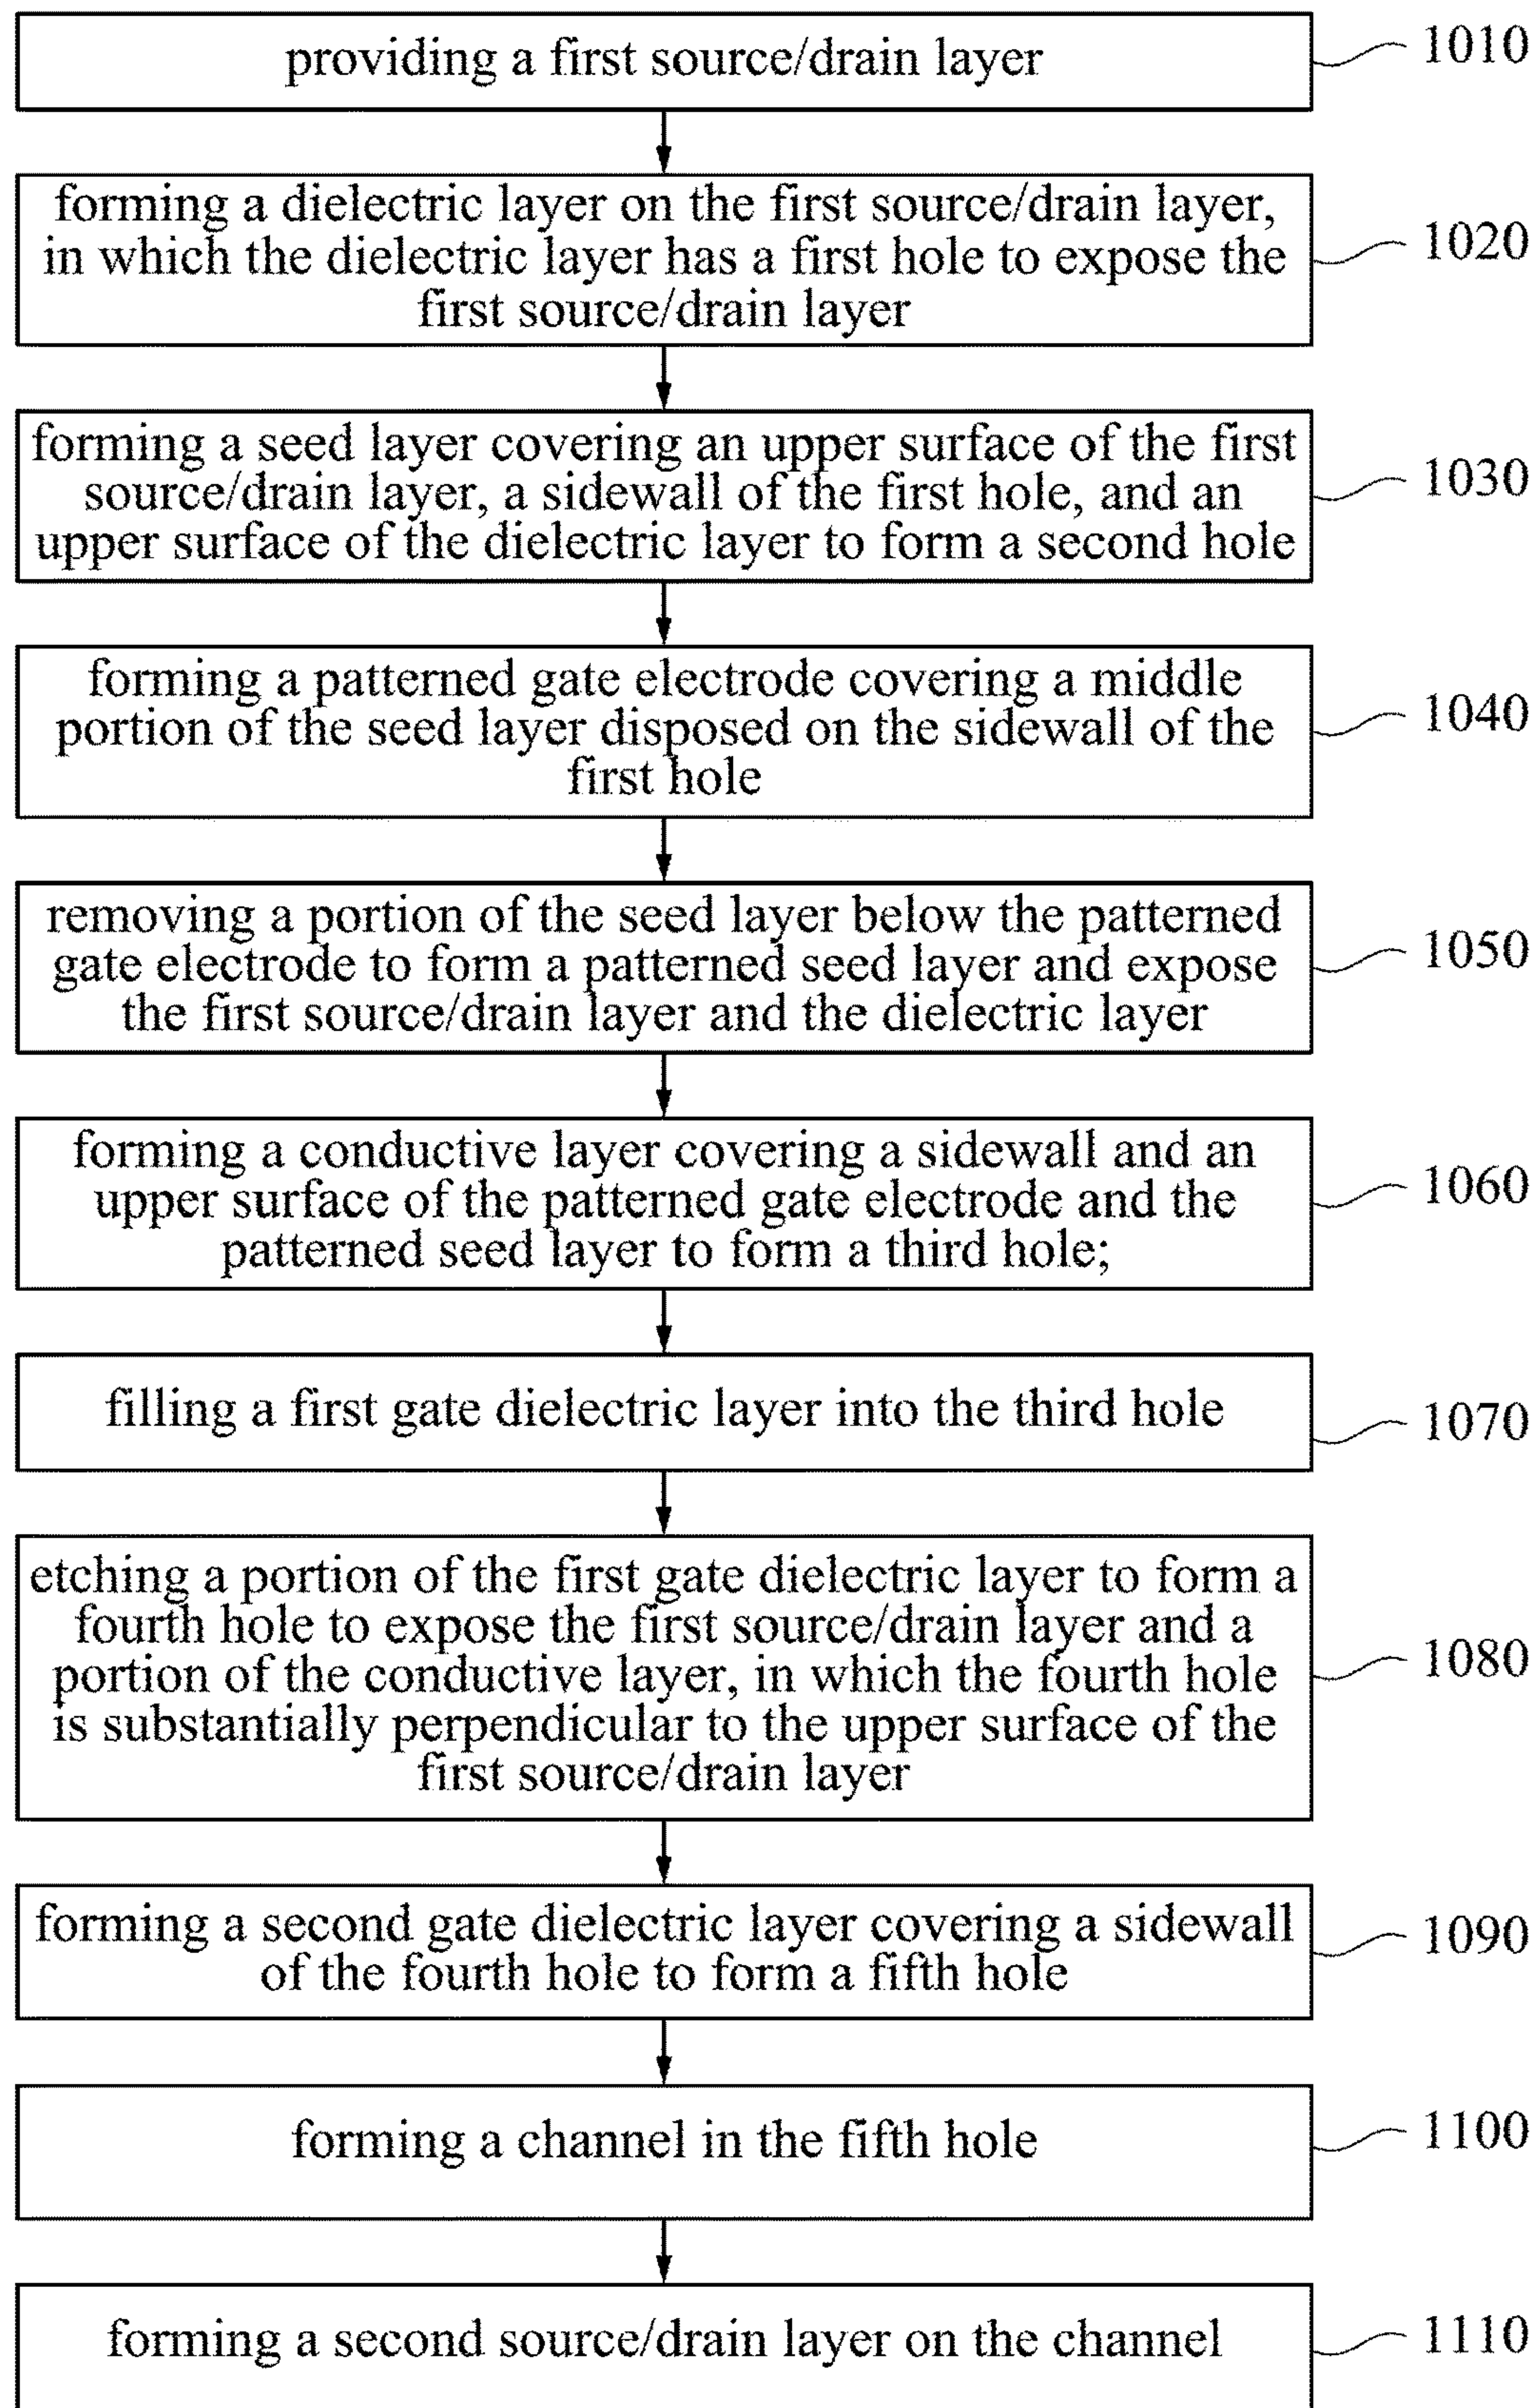 providing a first source/drain layer
1010
forming a dielectric layer on the first source/drain layer,
in which the dielectric layer has a first hole to expose the
first source/drain layer
1020
forming a seed layer covering an upper surface of the first
source/drain layer, a sidewall of the first hole, and an
upper surface of the dielectric layer to form a second hole
1030
forming a patterned gate electrode covering a middle
portion of the seed layer disposed on the sidewall of the
first hole
1040
removing a portion of the seed layer below the patterned
gate electrode to form a patterned seed layer and expose
the first source/drain layer and the dielectric layer
1050
forming a conductive layer covering a sidewall and an
upper surface of the patterned gate electrode and the
patterned seed layer to form a third hole;
1060
filling a first gate dielectric layer into the third hole
1070
etching a portion of the first gate dielectric layer to form a
fourth hole to expose the first source/drain layer and a
portion of the conductive layer, in which the fourth hole
is substantially perpendicular to the upper surface of the
first source/drain layer
1080
forming a second gate dielectric layer covering a sidewall
of the fourth hole to form a fifth hole
1090
forming a channel in the fifth hole
1100
forming a second source/drain layer on the channel
1110